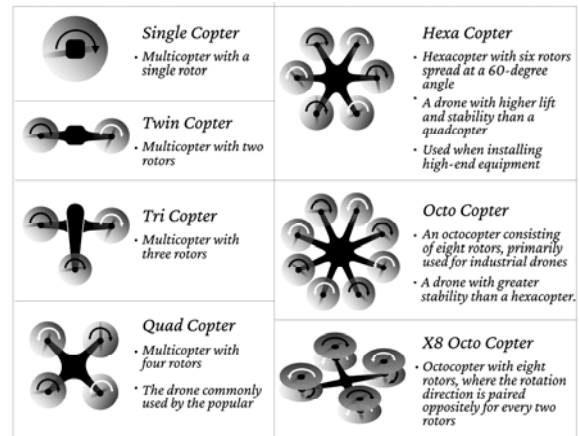 Single Copter
• Multicopter with a
single rotor
Twin Copter
• Multicopter with two
rotors
Tri Copter
• Multicopter with
three rotors
Quad Copter
• Multicopter with
four rotors
• The drone commonly
used by the popular
Hexa Copter
• Hexacopter with six rotors
spread at a 60-degree
angle
• A drone with higher lift
and stability than a
quadcopter
• Used when installing
high-end equipment
Octo Copter
• An octocopter consisting
of eight rotors, primarily
used for industrial drones
• A drone with greater
stability than a hexacopter.
X8 Octo Copter
• Octocopter with eight
rotors, where the rotation
direction is paired
oppositely for every two
rotors